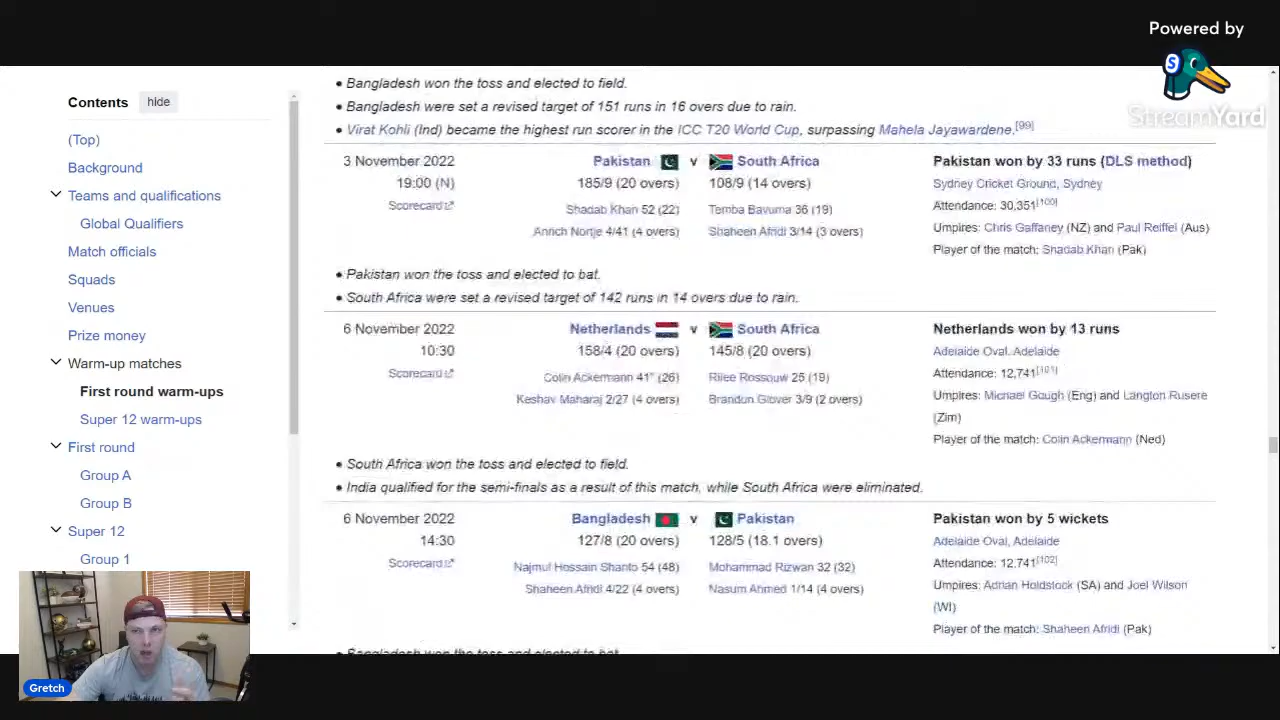 Powered by
S
StreamYard
Contents hide
(Top)
Background
Teams and qualifications
Global Qualifiers
Match officials
Squads
Venues
Prize money
Warm-up matches
First round warm-ups
Super 12 warm-ups
First round
Group A
Group B
Super 12
Group 1
• Bangladesh won the toss and elected to field.
• Bangladesh were set a revised target of 151 runs in 16 overs due to rain.
• Virat Kohli (Ind) became the highest run scorer in the ICC T20 World Cup, surpassing Mahela Jayawardene.[99]
3 November 2022 Pakistan v South Africa Pakistan won by 33 runs (DLS method)
19:00 (N) 185/9 (20 overs) 108/9 (14 overs) Sydney Cricket Ground, Sydney
Scorecard Shadab Khan 52 (22) Temba Bavuma 36 (19) Attendance: 30,351[100]
Anrich Nortje 4/41 (4 overs) Shaheen Afridi 3/14 (3 overs) Umpires: Chris Gaffaney (NZ) and Paul Reiffel (Aus)
Player of the match: Shadab Khan (Pak)
• Pakistan won the toss and elected to bat.
• South Africa were set a revised target of 142 runs in 14 overs due to rain.
6 November 2022 Netherlands v South Africa Netherlands won by 13 runs
10:30 158/4 (20 overs) 145/8 (20 overs) Adelaide Oval, Adelaide
Scorecard Colin Ackermann 41* (26) Rilee Rossouw 25 (19) Attendance: 12,741[101]
Keshav Maharaj 2/27 (4 overs) Brandon Glover 3/9 (2 overs) Umpires: Michael Gough (Eng) and Langton Rusere
(Zim)
Player of the match: Colin Ackermann (Ned)
• South Africa won the toss and elected to field.
• India qualified for the semi-finals as a result of this match, while South Africa were eliminated.
6 November 2022 Bangladesh v Pakistan Pakistan won by 5 wickets
14:30 127/8 (20 overs) 128/5 (18.1 overs) Adelaide Oval, Adelaide
Scorecard Najmul Hossain Shanto 54 (48) Mohammad Rizwan 32 (32) Attendance: 12,741[102]
Shaheen Afridi 4/22 (4 overs) Nasum Ahmed 1/14 (4 overs) Umpires: Adrian Holdstock (SA) and Joel Wilson
(WI)
Player of the match: Shaheen Afridi (Pak)
• Bangladesh won the toss and elected to bat.
Gretch